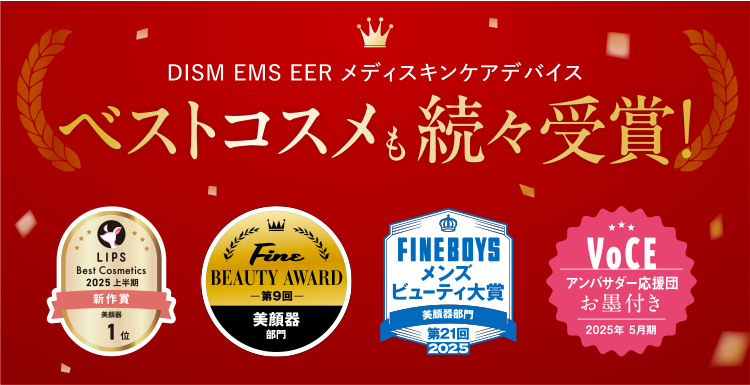 DISM EMS EER メディスキンケアデバイス
ベストコスメも続々受賞!
LIPS
Best Cosmetics
2025 上半期
新作賞
美顔器
1位
Fine
BEAUTY AWARD
第9回
美顔器
部門
FINEBOYS
メンズ
ビューティ大賞
美顔器部門
第21回
2025
VoCE
アンバサダー応援団
お墨付き
2025年 5月期